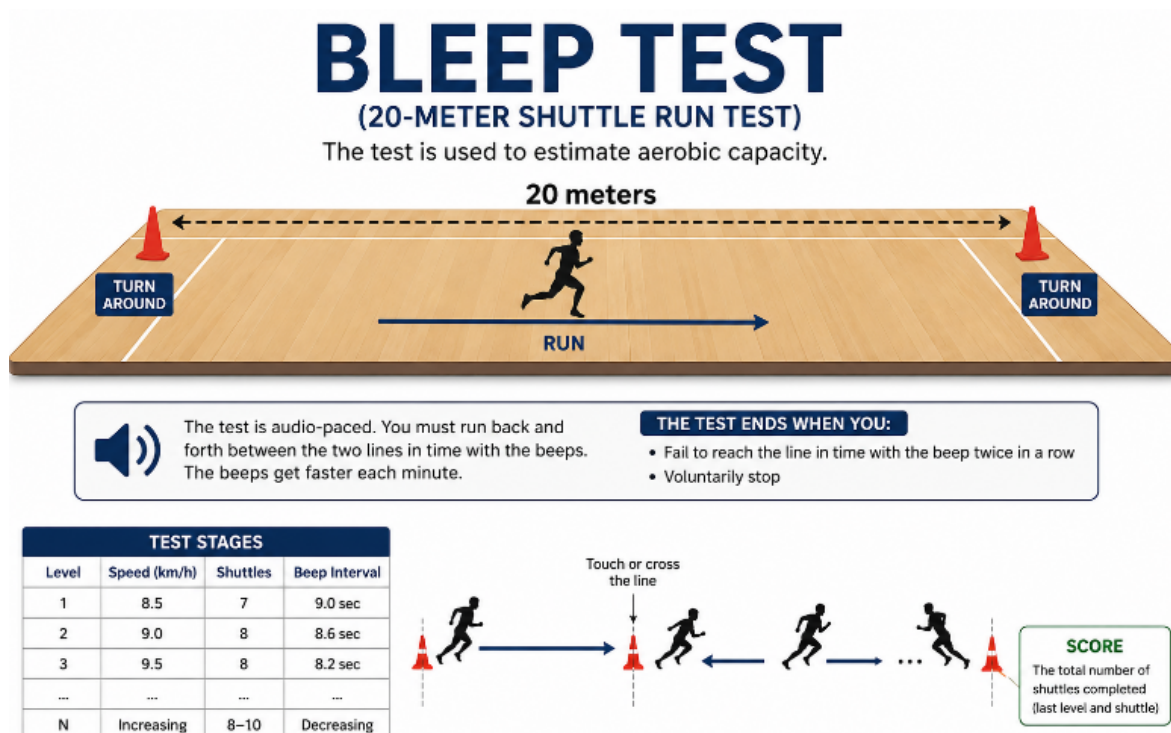 BLEEP TEST
(20-METER SHUTTLE RUN TEST)
The test is used to estimate aerobic capacity.
20 meters
TURN
AROUND
TURN
AROUND
RUN
The test is audio-paced. You must run back and
forth between the two lines in time with the beeps.
The beeps get faster each minute.
THE TEST ENDS WHEN YOU:
• Fail to reach the line in time with the beep twice in a row
• Voluntarily stop
TEST STAGES
Level Speed (km/h) Shuttles Beep Interval
1 8.5 7 9.0 sec
2 9.0 8 8.6 sec
3 9.5 8 8.2 sec
... ... ... ...
N Increasing 8–10 Decreasing
Touch or cross
the line
...
SCORE
The total number of
shuttles completed
(last level and shuttle)